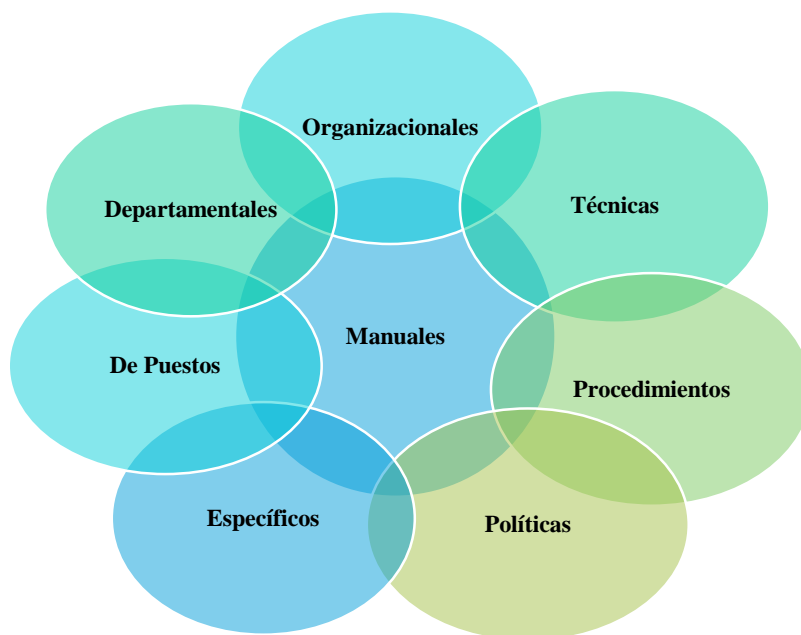 Organizacionales
Departamentales
Técnicas
Manuales
De Puestos
Procedimientos
Específicos
Políticas